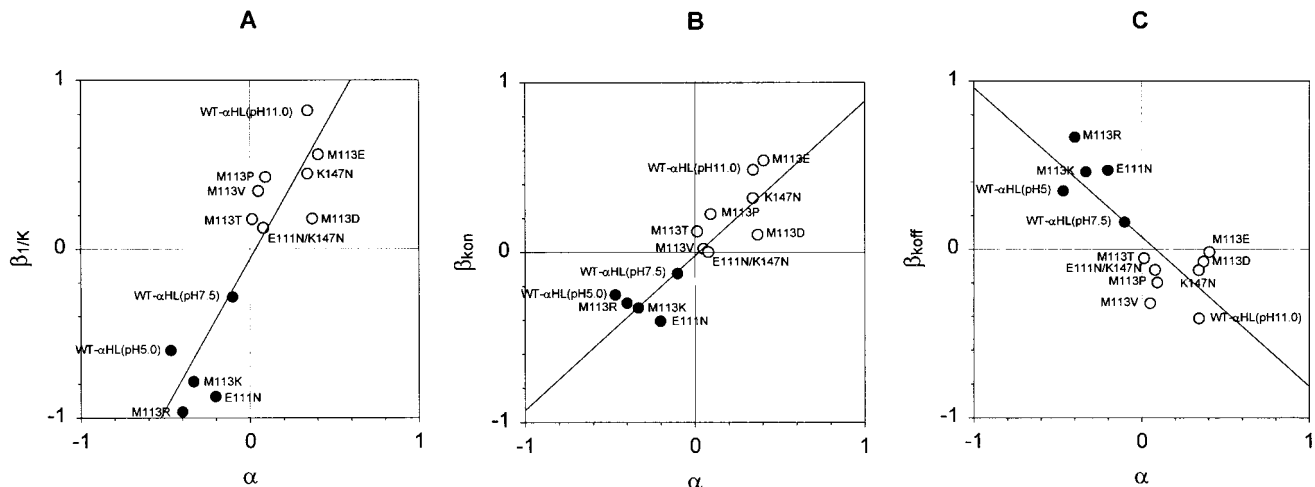 A
B
C
1
WT-αHL(pH11.0)
M113E
M113P
K147N
M113V
M113T
M113D
E111N/K147N
0
β1/K
WT-αHL(pH7.5)
WT-αHL(pH5.0)
M113K
E111N
M113R
-1
-1
0
1
α
1
M113E
WT-αHL(pH11.0)
K147N
M113P
M113T
M113D
M113V
E111N/K147N
0
βkon
WT-αHL(pH7.5)
WT-αHL(pH5.0)
M113R
M113K
E111N
-1
-1
0
1
α
1
M113R
M113K
E111N
WT-αHL(pH5)
WT-αHL(pH7.5)
0
βkoff
M113E
M113T
M113D
E111N/K147N
M113P
K147N
M113V
WT-αHL(pH11.0)
-1
-1
0
1
α